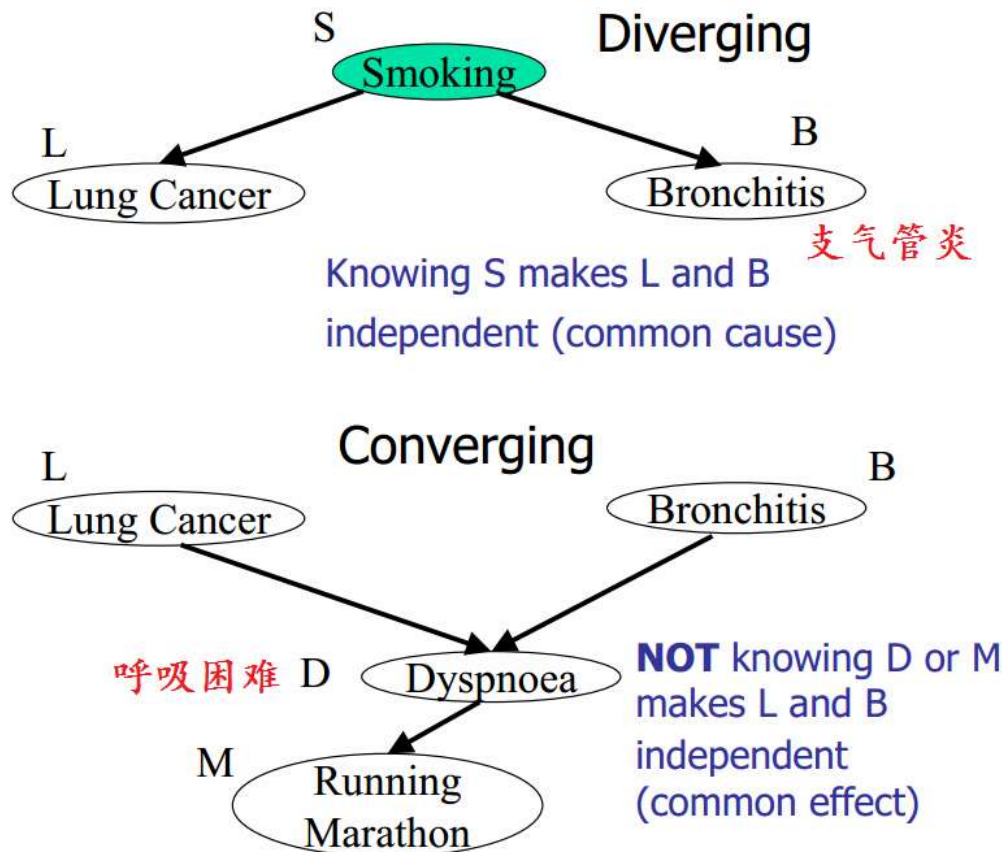 S
Diverging
Smoking
L
B
Lung Cancer
Bronchitis
支气管炎
Knowing S makes L and B
independent (common cause)
Converging
L
B
Lung Cancer
Bronchitis
呼吸困难 D
Dyspnoea
NOT knowing D or M
makes L and B
independent
(common effect)
M
Running
Marathon